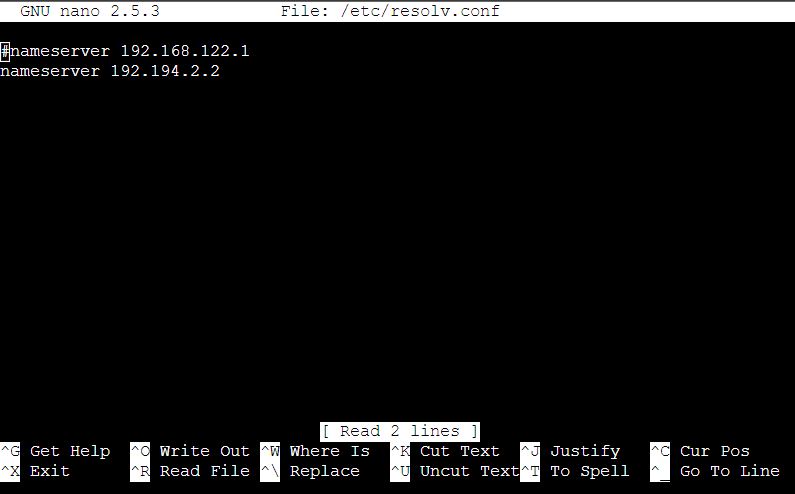 GNU nano 2.5.3 File: /etc/resolv.conf
#nameserver 192.168.122.1
nameserver 192.194.2.2
[ Read 2 lines ]
^G Get Help ^O Write Out ^W Where Is ^K Cut Text ^J Justify ^C Cur Pos
^X Exit ^R Read File ^\ Replace ^U Uncut Text ^T To Spell ^_ Go To Line